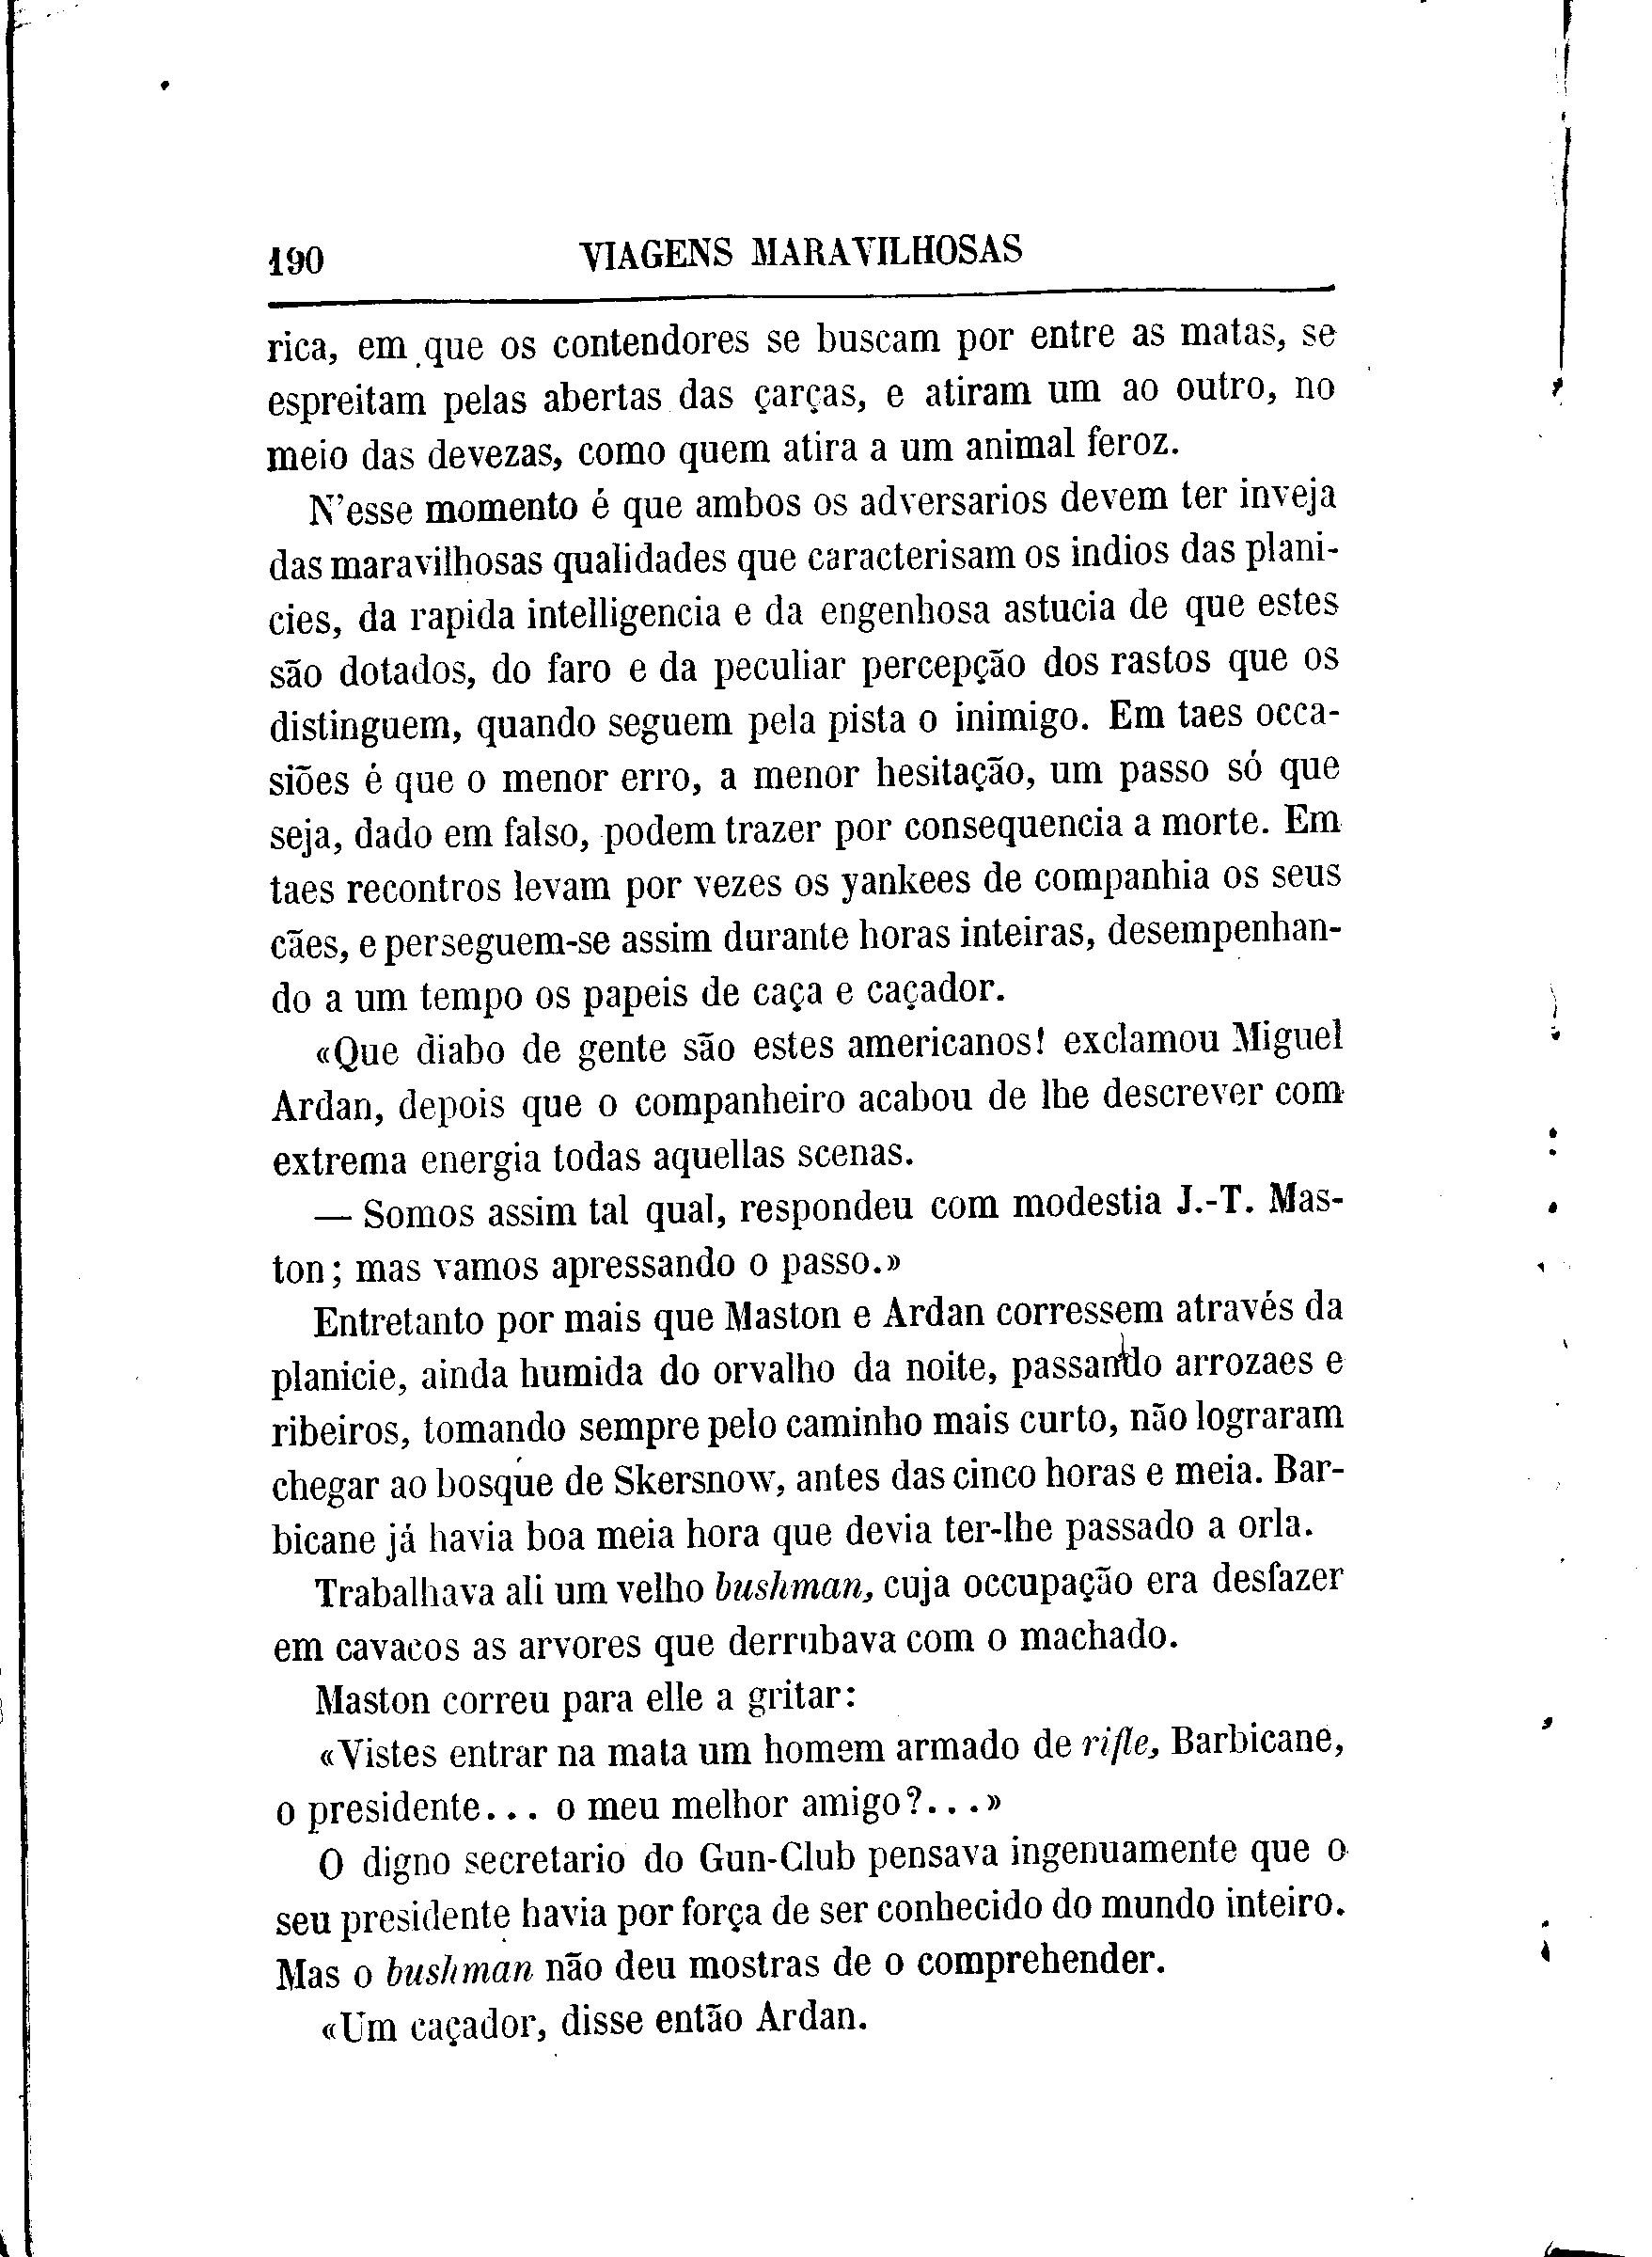 190 VIAGENS MARAVILHOSAS
rica, em que os contendores se buscam por entre as matas, se
espreitam pelas abertas das çarças, e atiram um ao outro, no
meio das devezas, como quem atira a um animal feroz.
N'esse momento é que ambos os adversarios devem ter inveja
das maravilhosas qualidades que caracterisam os indios das plani-
cies, da rapida intelligencia e da engenhosa astucia de que estes
são dotados, do faro e da peculiar percepção dos rastos que os
distinguem, quando seguem pela pista o inimigo. Em taes occa-
siões é que o menor erro, a menor hesitação, um passo só que
seja, dado em falso, podem trazer por consequencia a morte. Em
taes recontros levam por vezes os yankees de companhia os seus
cães, e perseguem-se assim durante horas inteiras, desempenhan-
do a um tempo os papeis de caça e caçador.
«Que diabo de gente são estes americanos! exclamou Miguel
Ardan, depois que o companheiro acabou de lhe descrever com
extrema energia todas aquellas scenas.
— Somos assim tal qual, respondeu com modestia J.-T. Mas-
ton; mas vamos apressando o passo.»
Entretanto por mais que Maston e Ardan corressem através da
planicie, ainda humida do orvalho da noite, passando arrozaes e
ribeiros, tomando sempre pelo caminho mais curto, não lograram
chegar ao bosque de Skersnow, antes das cinco horas e meia. Bar-
bicane já havia boa meia hora que devia ter-lhe passado a orla.
Trabalhava ali um velho bushman, cuja occupação era desfazer
em cavacos as arvores que derrubava com o machado.
Maston correu para elle a gritar:
«Vistes entrar na mata um homem armado de rifle, Barbicane,
o presidente... o meu melhor amigo?...»
O digno secretario do Gun-Club pensava ingenuamente que o
seu presidente havia por força de ser conhecido do mundo inteiro.
Mas o bushman não deu mostras de o comprehender.
«Um caçador, disse então Ardan.